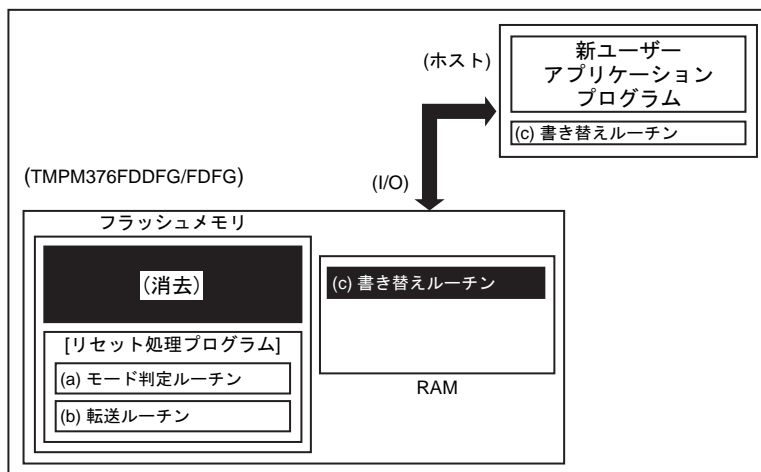 (ホスト)
新ユーザー
アプリケーション
プログラム
(c) 書き替えルーチン
(TMPM376FDDFG/FDFG)
(I/O)
フラッシュメモリ
(消去)
[リセット処理プログラム]
(a) モード判定ルーチン
(b) 転送ルーチン
(c) 書き替えルーチン
RAM